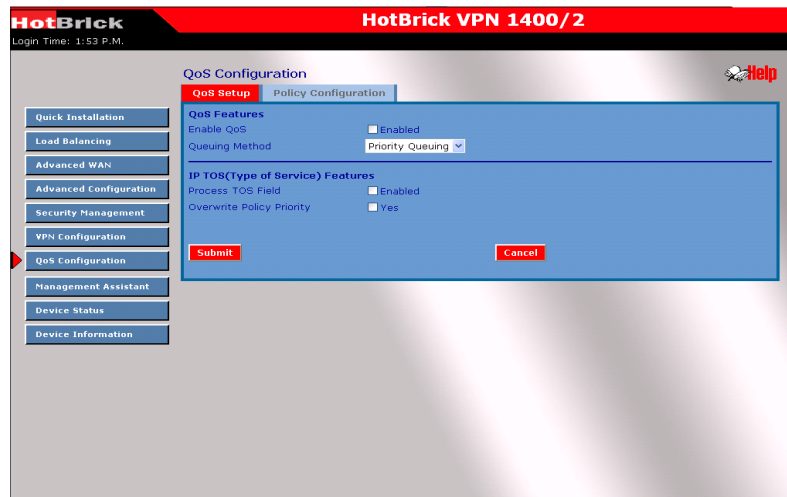 HotBrick
HotBrick VPN 1400/2
Login Time: 1:53 P.M.
QoS Configuration
Help
QoS Setup
Policy Configuration
Quick Installation
Load Balancing
Advanced WAN
Advanced Configuration
Security Management
VPN Configuration
QoS Configuration
Management Assistant
Device Status
Device Information
QoS Features
Enable QoS Enabled
Queuing Method Priority Queuing
IP TOS(Type of Service) Features
Process TOS Field Enabled
Overwrite Policy Priority Yes
Submit
Cancel